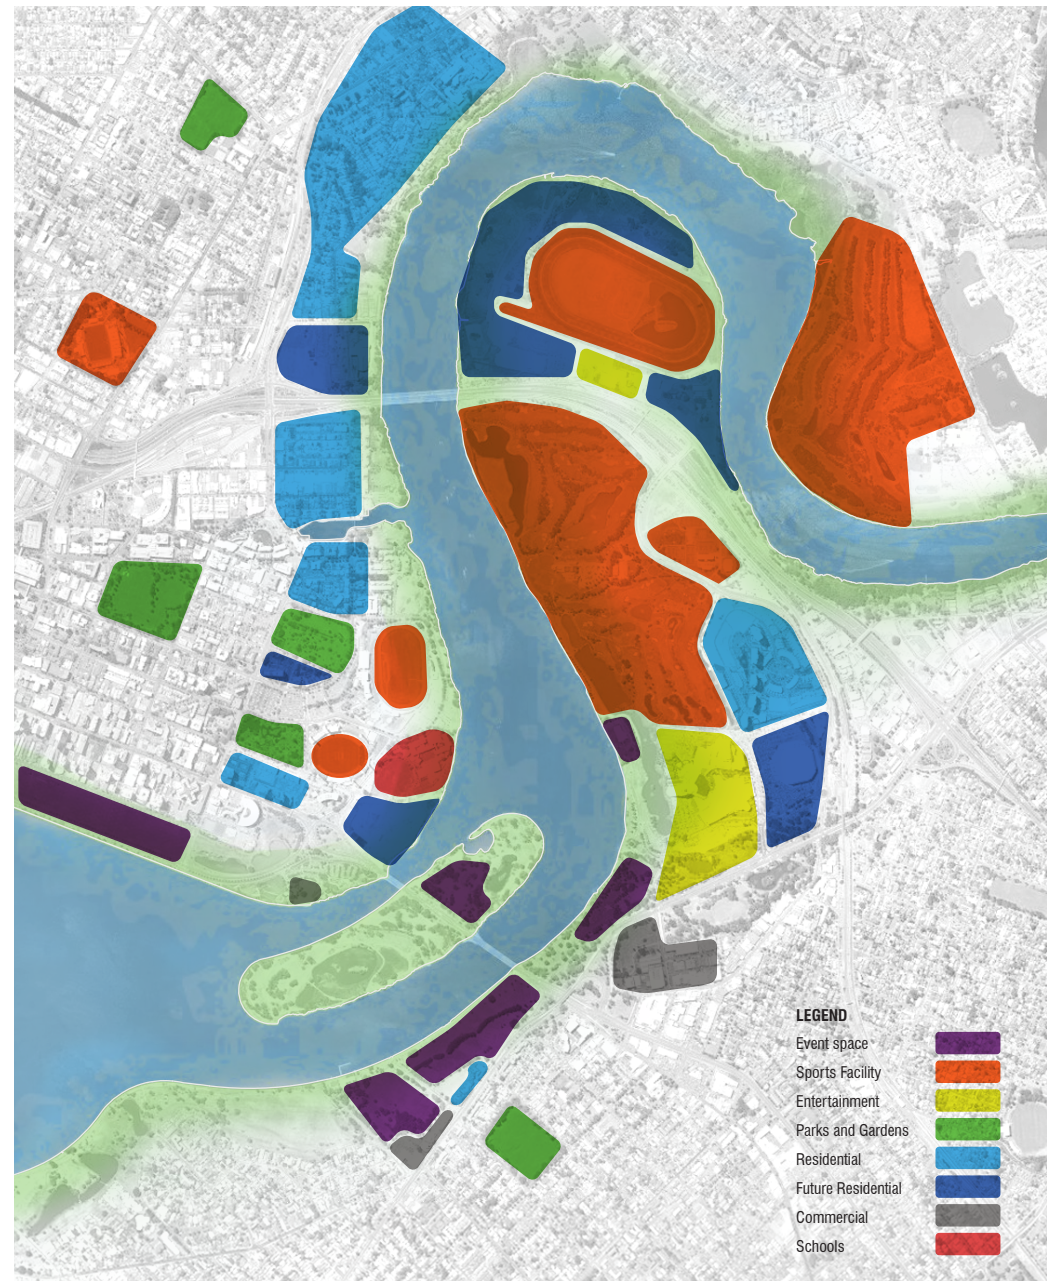 LEGEND
Event space
Sports Facility
Entertainment
Parks and Gardens
Residential
Future Residential
Commercial
Schools